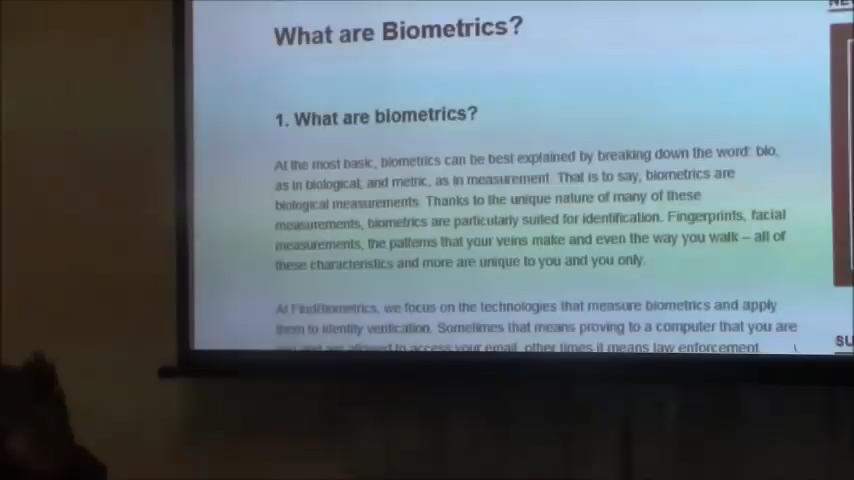 What are Biometrics?
1. What are biometrics?
At the most basic, biometrics can be best explained by breaking down the word: bio,
as in biological; and metric, as in measurement. That is to say, biometrics are
biological measurements. Thanks to the unique nature of many of these
measurements, biometrics are particularly suited for identification. Fingerprints, facial
measurements, the patterns that your veins make and even the way you walk – all of
these characteristics and more are unique to you and you only.
At FindBiometrics, we focus on the technologies that measure biometrics and apply
them to identity verification. Sometimes that means proving to a computer that you are
you and are allowed to access your email, other times it means law enforcement
SU